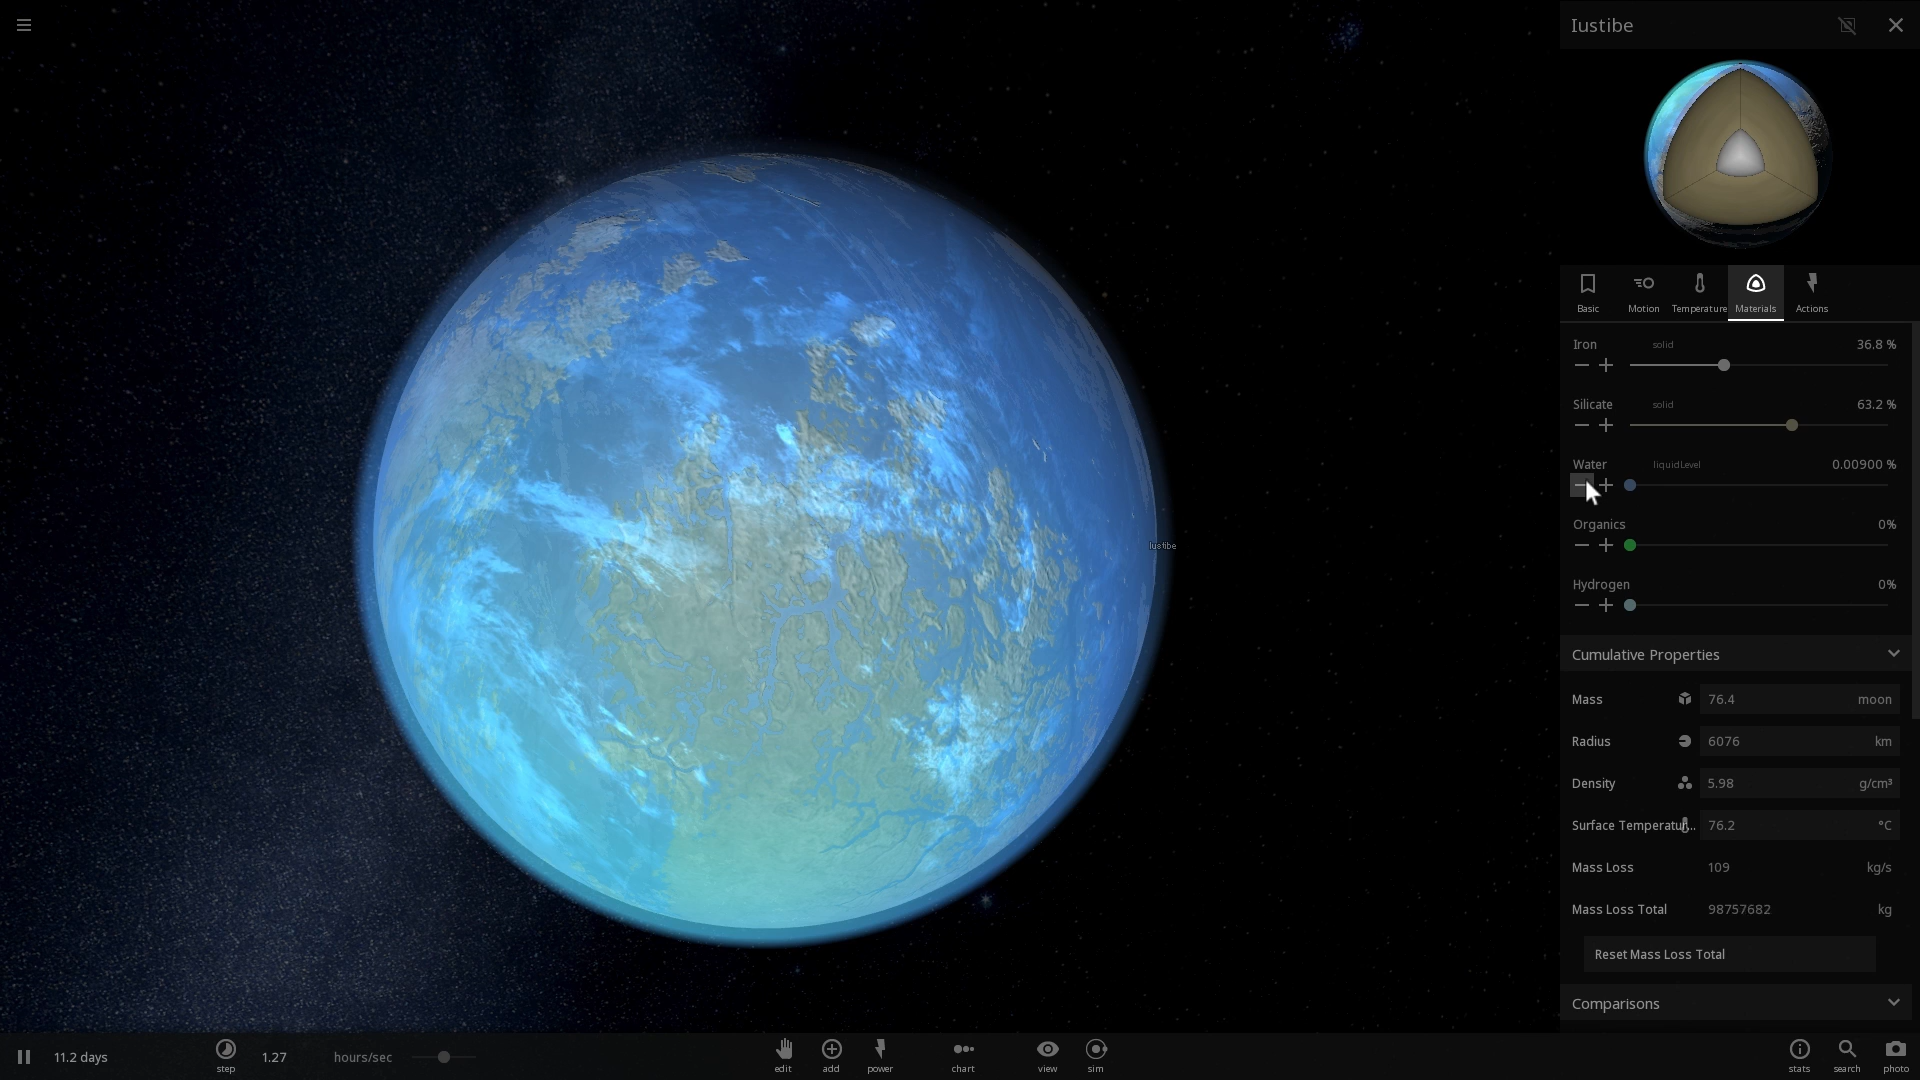 Iustibe
Basic
Motion
Temperature
Materials
Actions
Iron solid 36.8 %
Silicate solid 63.2 %
Water liquidLevel 0.00900 %
Organics 0%
Hydrogen 0%
Iustibe
Cumulative Properties
Mass 76.4 moon
Radius 6076 km
Density 5.98 g/cm³
Surface Temperatur... 76.2 °C
Mass Loss 109 kg/s
Mass Loss Total 98757682 kg
Reset Mass Loss Total
Comparisons
11.2 days
step
1.27 hours/sec
edit
add
power
chart
view
sim
stats
search
photo